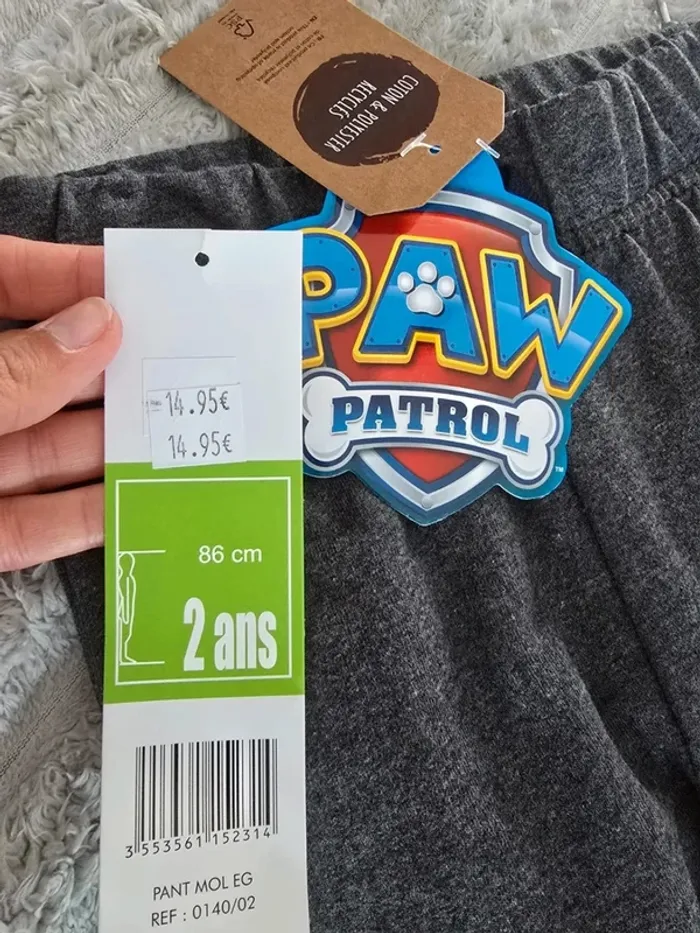 COTON & POLYESTER
RECYCLÉS
PAW
PATROL
™
14.95€
14.95€
86 cm
2 ans
3 553561 152314
PANT MOL EG
REF : 0140/02